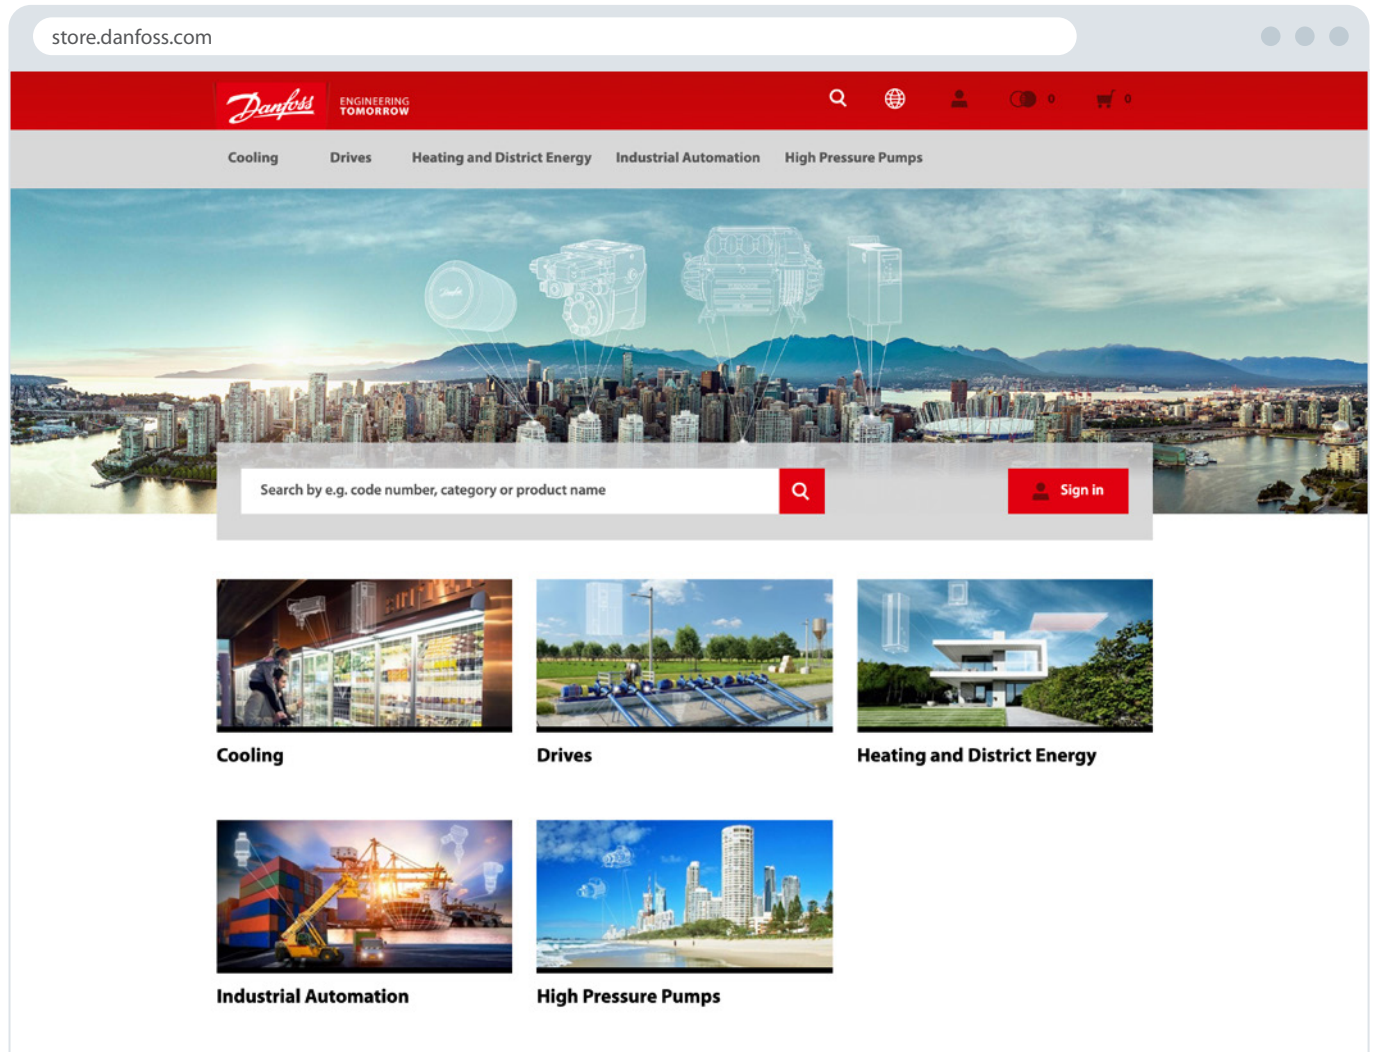 store.danfoss.com
Danfoss
ENGINEERING
TOMORROW
0
0
Cooling
Drives
Heating and District Energy
Industrial Automation
High Pressure Pumps
Danfoss
Search by e.g. code number, category or product name
Sign in
Cooling
Drives
Heating and District Energy
Industrial Automation
High Pressure Pumps